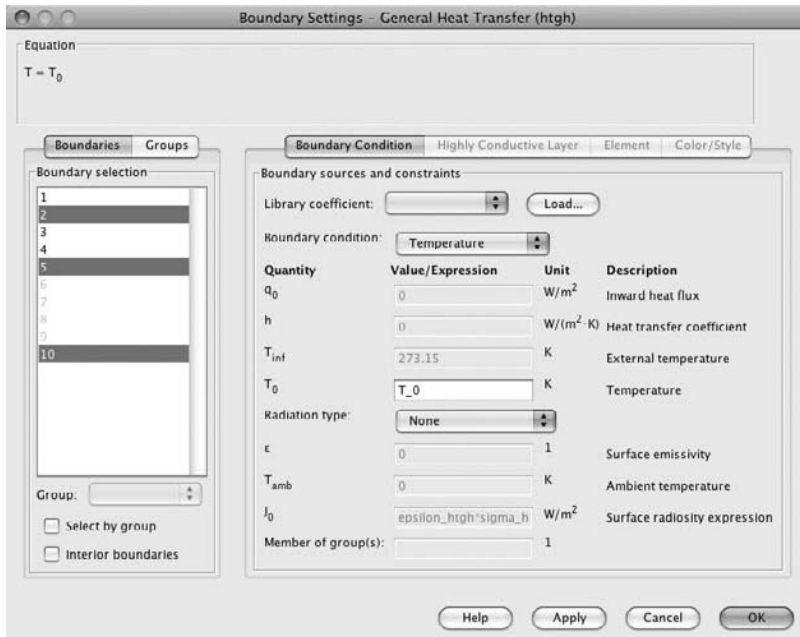 Boundary Settings – General Heat Transfer (htgh)
Equation
T = T0
Boundaries Groups
Boundary selection
1
2
3
4
5
6
7
8
9
10
Group:
Select by group
Interior boundaries
Boundary Condition Highly Conductive Layer Element Color/Style
Boundary sources and constraints
Library coefficient: Load...
Boundary condition: Temperature
Quantity Value/Expression Unit Description
q0 0 W/m² Inward heat flux
h 0 W/(m²·K) Heat transfer coefficient
Tinf 273.15 K External temperature
T0 T_0 K Temperature
Radiation type: None
ε 0 1 Surface emissivity
Tamb 0 K Ambient temperature
J0 epsilon_htgh*sigma_h W/m² Surface radiosity expression
Member of group(s): 1
Help Apply Cancel OK